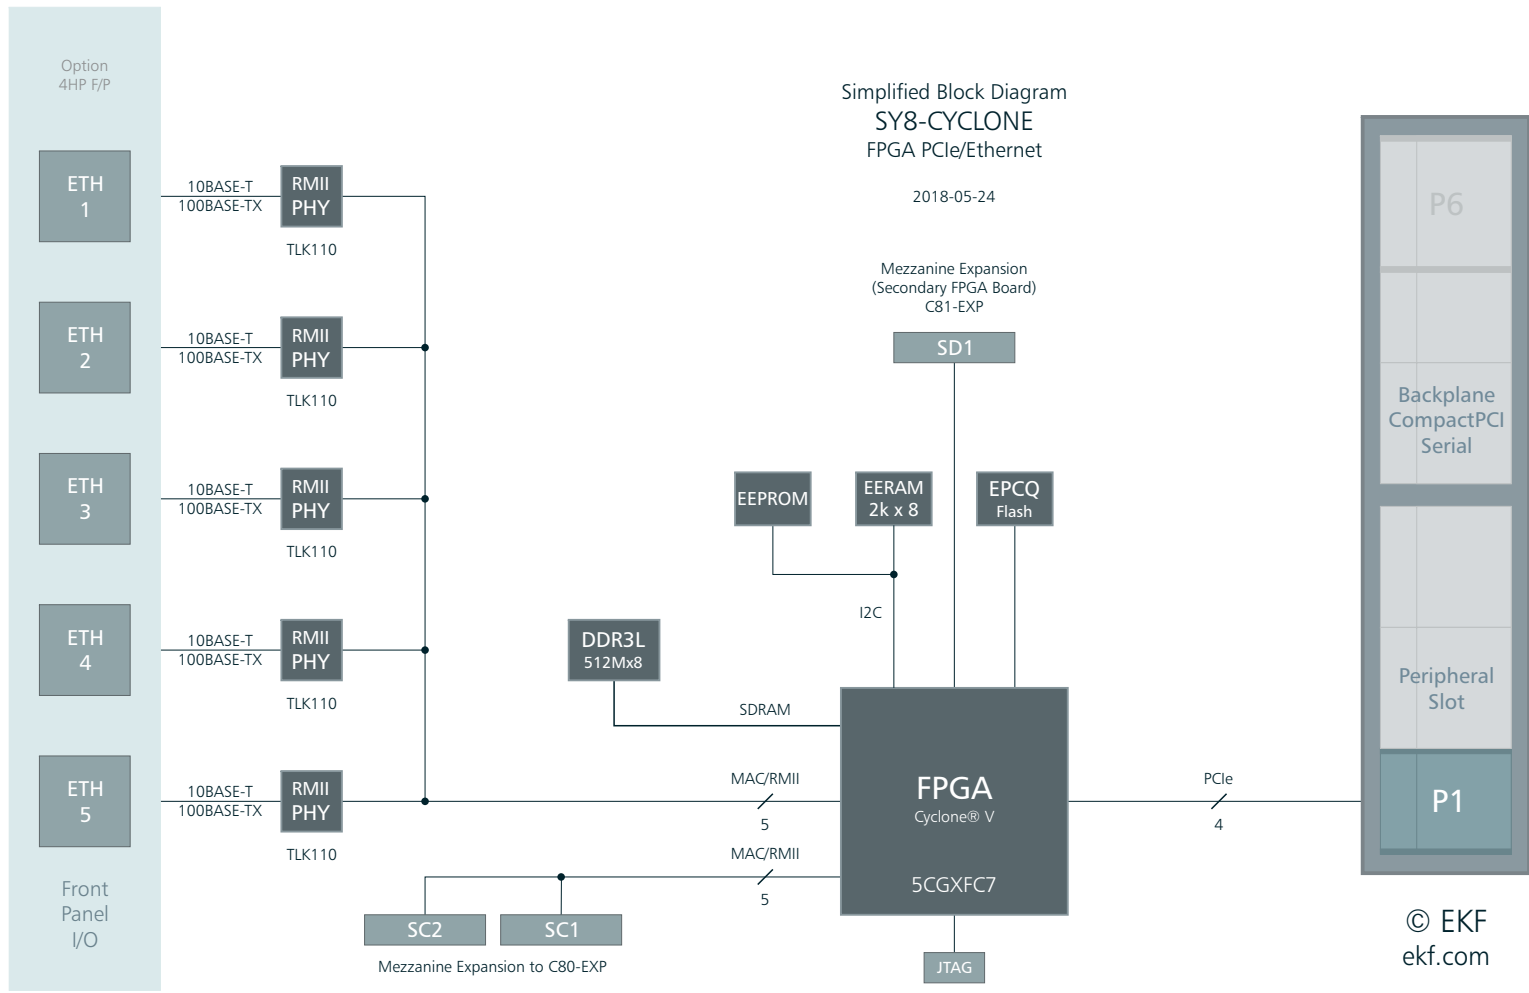 Option
4HP F/P
ETH
1
10BASE-T
100BASE-TX
RMII
PHY
TLK110
ETH
2
10BASE-T
100BASE-TX
RMII
PHY
TLK110
ETH
3
10BASE-T
100BASE-TX
RMII
PHY
TLK110
ETH
4
10BASE-T
100BASE-TX
RMII
PHY
TLK110
ETH
5
10BASE-T
100BASE-TX
RMII
PHY
TLK110
Front
Panel
I/O
Simplified Block Diagram
SY8-CYCLONE
FPGA PCIe/Ethernet
2018-05-24
Mezzanine Expansion
(Secondary FPGA Board)
C81-EXP
SD1
EEPROM
EERAM
2k x 8
EPCQ
Flash
I2C
DDR3L
512Mx8
SDRAM
MAC/RMII
5
MAC/RMII
5
SC2
SC1
Mezzanine Expansion to C80-EXP
FPGA
Cyclone® V
5CGXFC7
JTAG
PCIe
4
P6
Backplane
CompactPCI
Serial
Peripheral
Slot
P1
© EKF
ekf.com